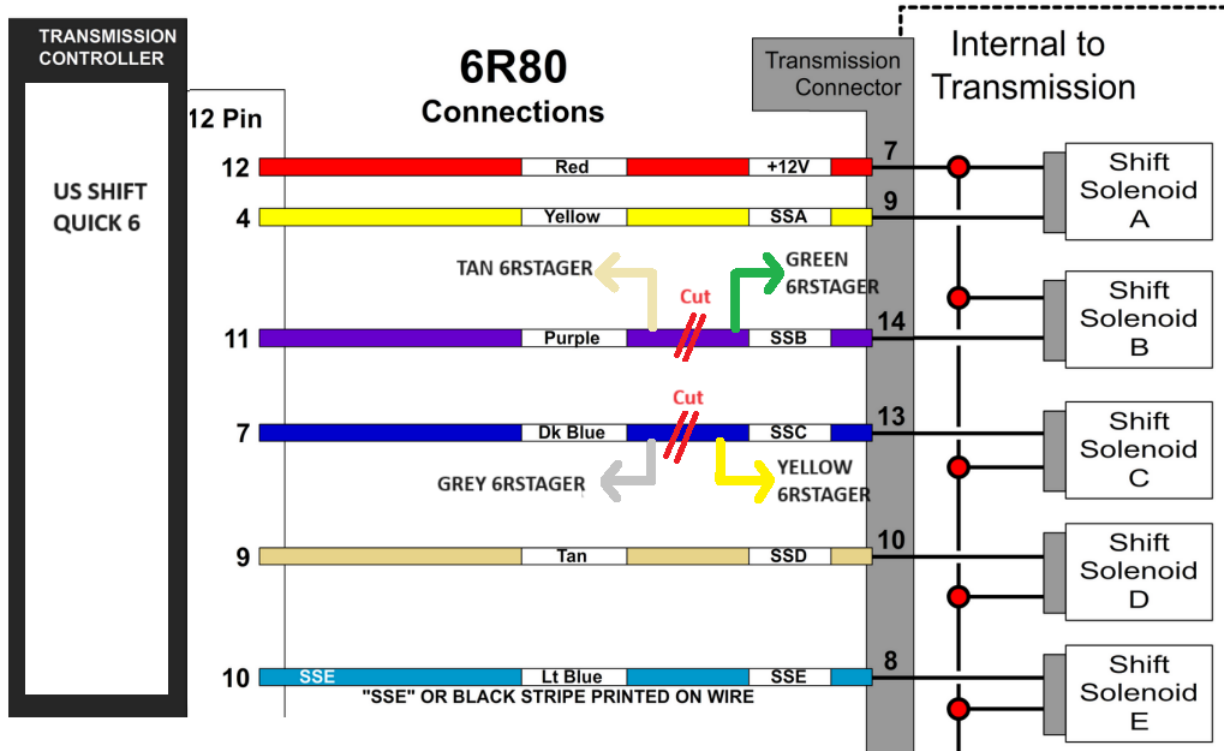 TRANSMISSION
CONTROLLER
US SHIFT
QUICK 6
12 Pin
6R80
Connections
Transmission
Connector
Internal to
Transmission
12
Red
+12V
7
Shift
Solenoid
A
4
Yellow
SSA
9
TAN 6RSTAGER
Cut
GREEN
6RSTAGER
11
Purple
SSB
14
Shift
Solenoid
B
Cut
7
Dk Blue
SSC
13
Shift
Solenoid
C
GREY 6RSTAGER
YELLOW
6RSTAGER
9
Tan
SSD
10
Shift
Solenoid
D
10
SSE
Lt Blue
SSE
8
Shift
Solenoid
E
"SSE" OR BLACK STRIPE PRINTED ON WIRE